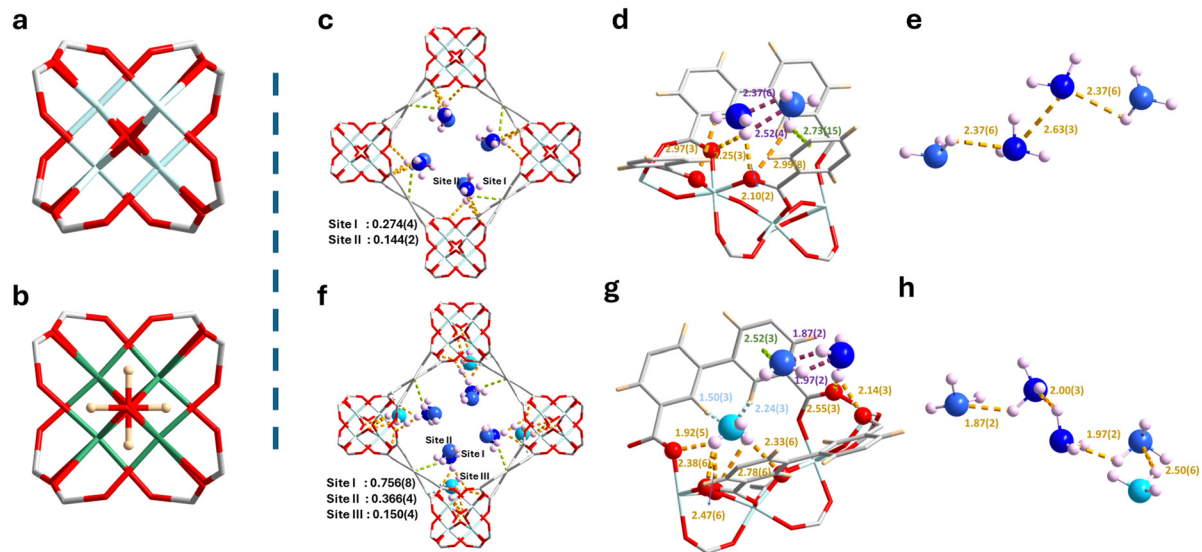 a
b
c
Site II
Site I
Site I : 0.274(4)
Site II : 0.144(2)
d
2.37(6)
2.52(4)
2.73(15)
2.97(3)
2.25(3)
2.99(8)
2.10(2)
e
2.37(6)
2.37(6)
2.63(3)
f
Site II
Site I
Site III
Site I : 0.756(8)
Site II : 0.366(4)
Site III : 0.150(4)
g
2.52(3)
1.87(2)
1.97(2)
2.14(3)
1.50(3)
2.24(3)
2.55(3)
1.92(5)
2.33(6)
2.38(6)
2.78(6)
2.47(6)
h
2.00(3)
1.87(2)
1.97(2)
2.50(6)